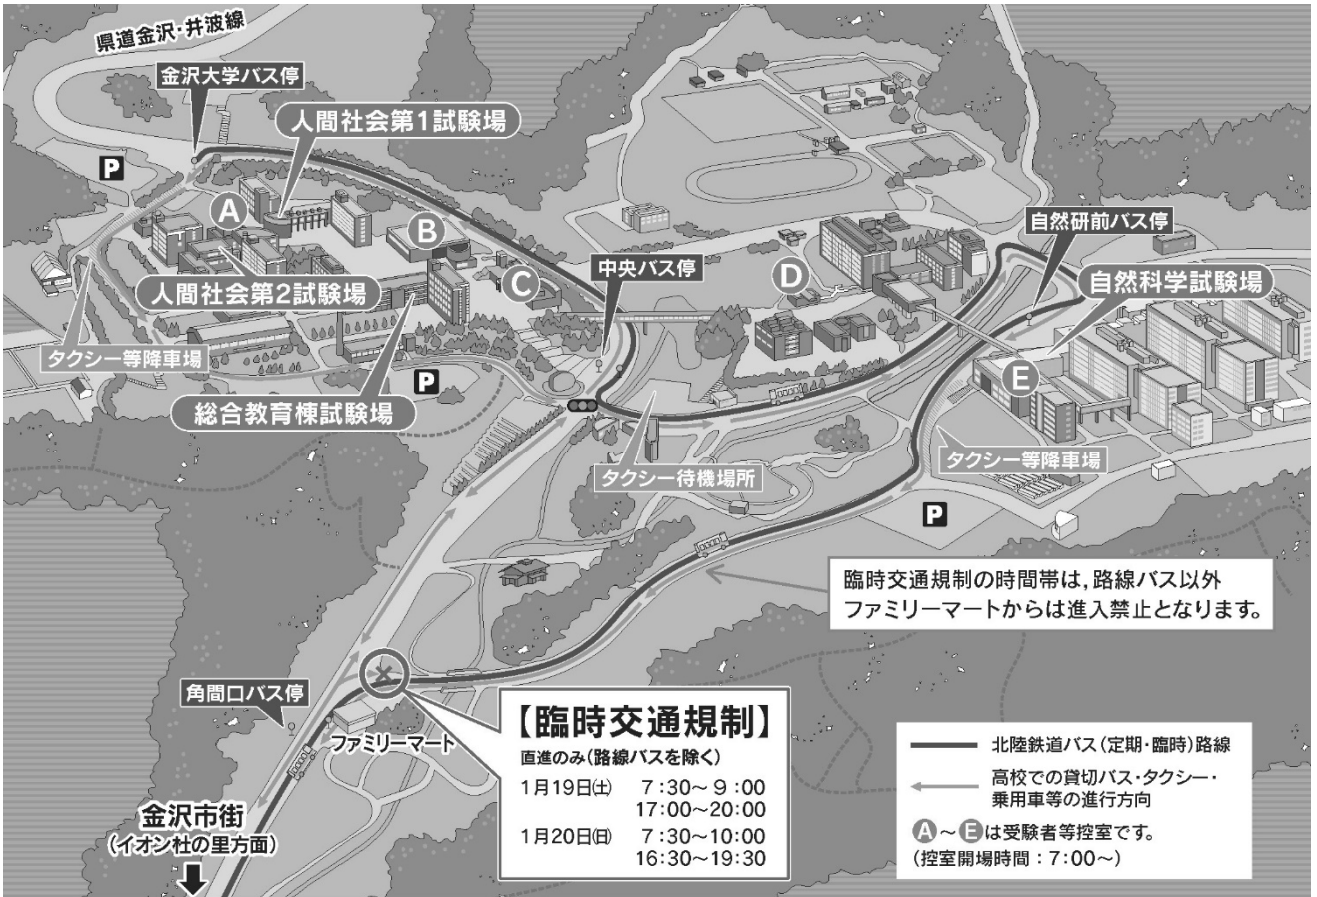 県道金沢・井波線
金沢大学バス停
人間社会第1試験場
P
A
B
C
中央バス停
D
自然研前バス停
自然科学試験場
人間社会第2試験場
タクシー等降車場
P
総合教育棟試験場
E
タクシー待機場所
タクシー等降車場
P
臨時交通規制の時間帯は,路線バス以外
ファミリーマートからは進入禁止となります。
角間口バス停
ファミリーマート
金沢市街
(イオン杜の里方面)
【臨時交通規制】
直進のみ(路線バスを除く)
1月19日㈯ 7:30～9:00
17:00～20:00
1月20日㈰ 7:30～10:00
16:30～19:30
北陸鉄道バス(定期・臨時)路線
高校での貸切バス・タクシー・
乗用車等の進行方向
A～Eは受験者等控室です。
(控室開場時間：7:00～)